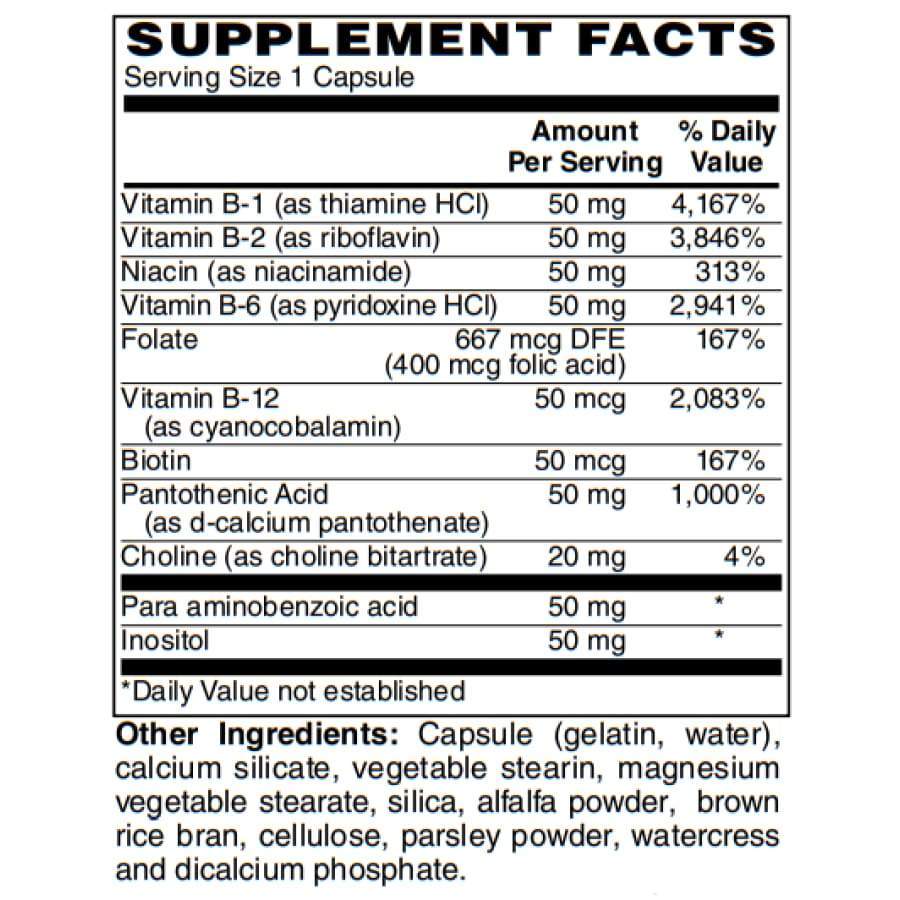 SUPPLEMENT FACTS
Serving Size 1 Capsule
Amount % Daily
Per Serving Value
Vitamin B-1 (as thiamine HCl) 50 mg 4,167%
Vitamin B-2 (as riboflavin) 50 mg 3,846%
Niacin (as niacinamide) 50 mg 313%
Vitamin B-6 (as pyridoxine HCl) 50 mg 2,941%
Folate 667 mcg DFE 167%
(400 mcg folic acid)
Vitamin B-12 50 mcg 2,083%
(as cyanocobalamin)
Biotin 50 mcg 167%
Pantothenic Acid 50 mg 1,000%
(as d-calcium pantothenate)
Choline (as choline bitartrate) 20 mg 4%
Para aminobenzoic acid 50 mg *
Inositol 50 mg *
*Daily Value not established
Other Ingredients: Capsule (gelatin, water),
calcium silicate, vegetable stearin, magnesium
vegetable stearate, silica, alfalfa powder, brown
rice bran, cellulose, parsley powder, watercress
and dicalcium phosphate.